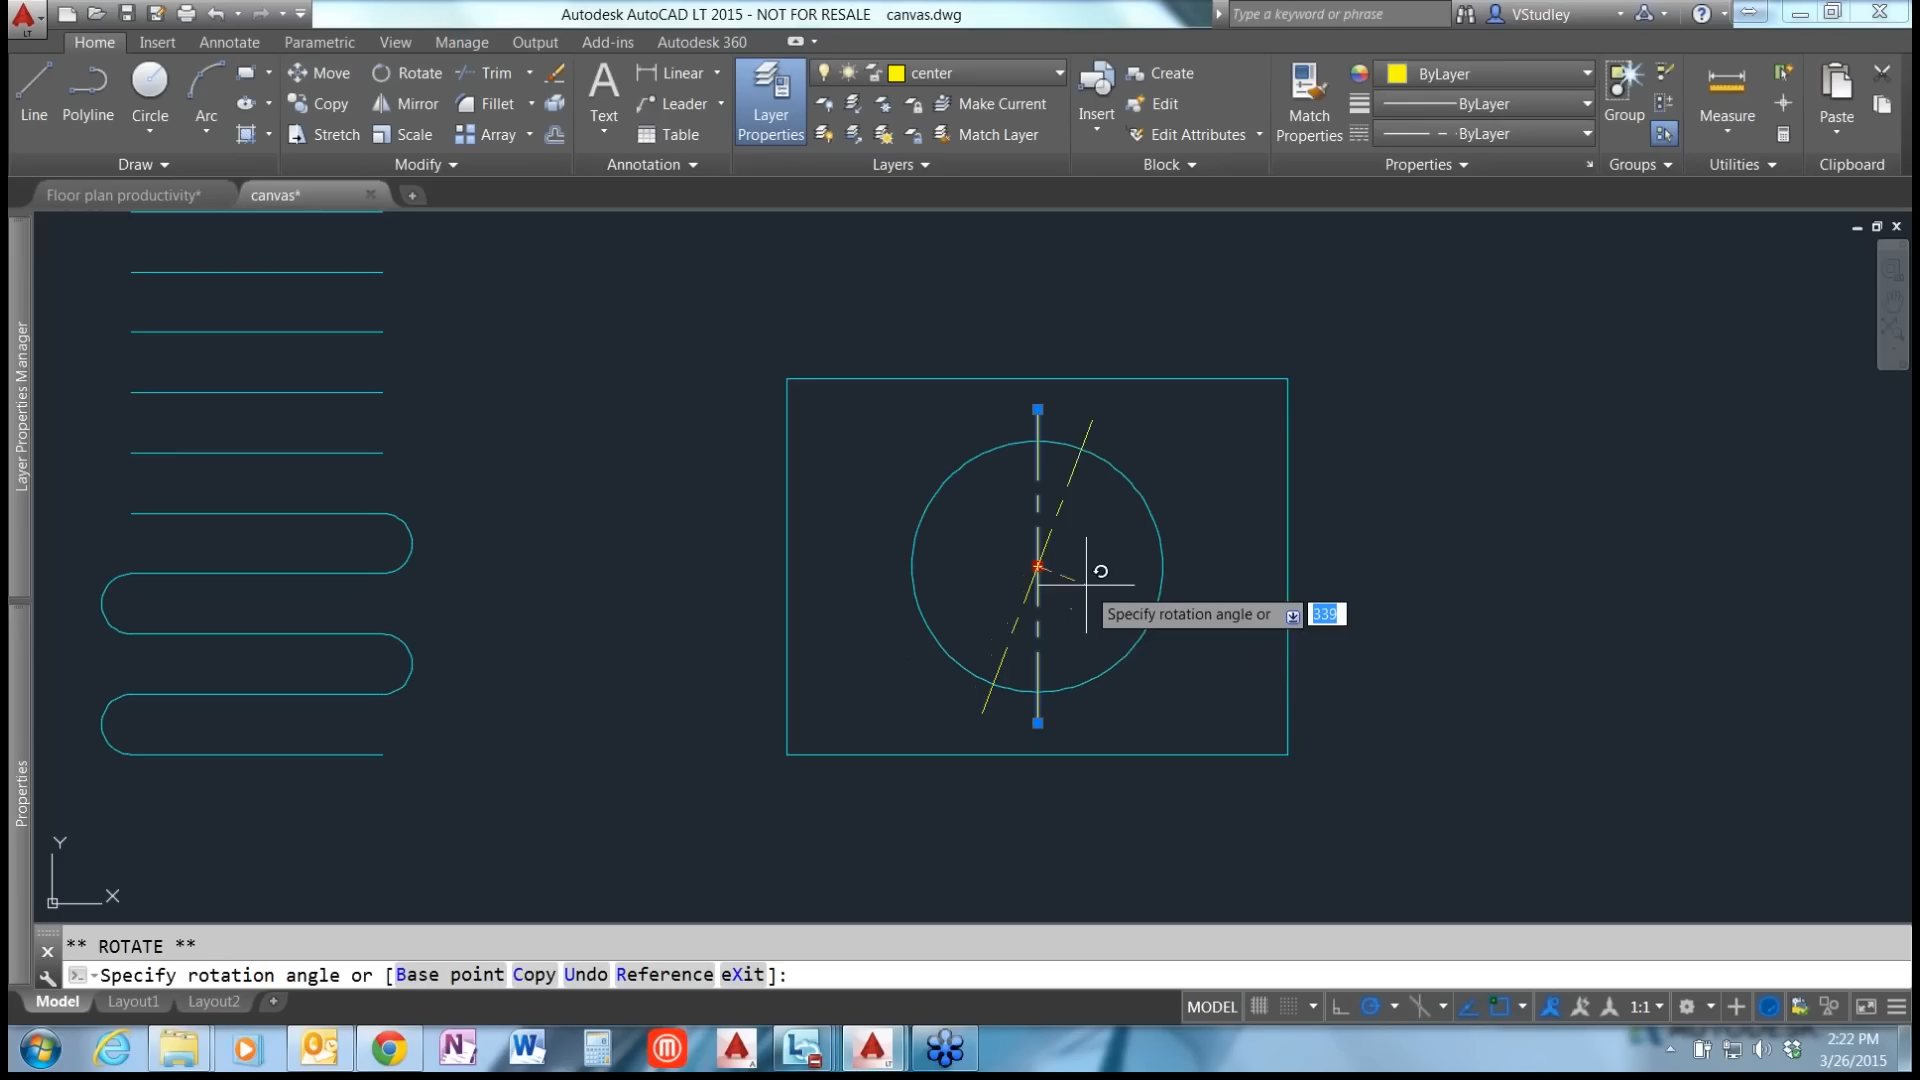 Autodesk AutoCAD LT 2015 - NOT FOR RESALE canvas.dwg
Type a keyword or phrase
VStudley
LT
Home Insert Annotate Parametric View Manage Output Add-ins Autodesk 360
Line Polyline Circle Arc
Move Rotate Trim
Copy Mirror Fillet
Stretch Scale Array
Text
Linear
Leader
Table
Layer Properties
center
Make Current
Match Layer
Insert
Create
Edit
Edit Attributes
Match Properties
ByLayer
ByLayer
ByLayer
Group
Measure
Paste
Draw Modify Annotation Layers Block Properties Groups Utilities Clipboard
Floor plan productivity* canvas*
Layer Properties Manager
Properties
Specify rotation angle or 339
Y
X
** ROTATE **
Specify rotation angle or [Base point Copy Undo Reference eXit]:
Model Layout1 Layout2
MODEL 1:1
2:22 PM
3/26/2015